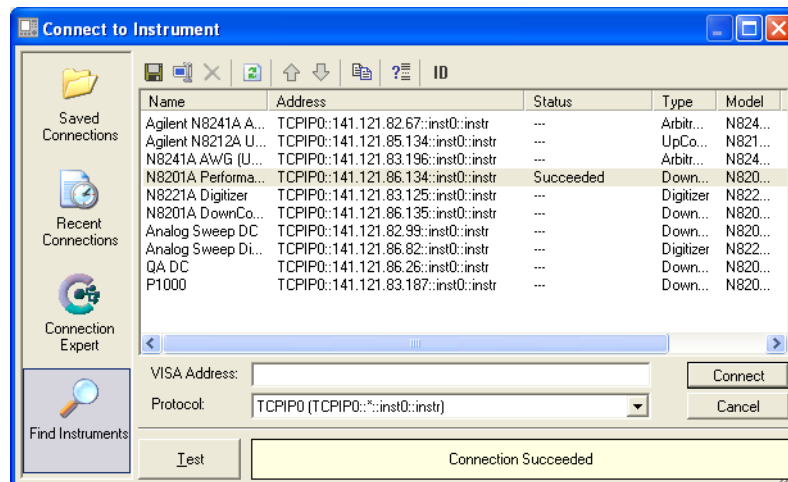 Connect to Instrument
ID
Saved
Connections
Recent
Connections
Connection
Expert
Find Instruments
Name Address Status Type Model
Agilent N8241A A... TCPIP0::141.121.82.67::inst0::instr --- Arbitr... N824...
Agilent N8212A U... TCPIP0::141.121.85.134::inst0::instr --- UpCo... N821...
N8241A AWG (U... TCPIP0::141.121.83.196::inst0::instr --- Arbitr... N824...
N8201A Performa... TCPIP0::141.121.86.134::inst0::instr Succeeded Down... N820...
N8221A Digitizer TCPIP0::141.121.83.125::inst0::instr --- Digitizer N822...
N8201A DownCo... TCPIP0::141.121.86.135::inst0::instr --- Down... N820...
Analog Sweep DC TCPIP0::141.121.82.99::inst0::instr --- Down... N820...
Analog Sweep Di... TCPIP0::141.121.86.82::inst0::instr --- Digitizer N822...
QA DC TCPIP0::141.121.86.26::inst0::instr --- Down... N820...
P1000 TCPIP0::141.121.83.187::inst0::instr --- Down... N820...
VISA Address: Connect
Protocol: TCPIP0 (TCPIP0::*::inst0::instr) Cancel
Test Connection Succeeded